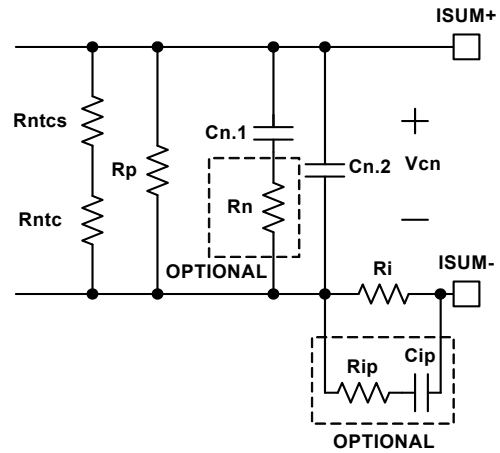 ISUM+
Rntcs
Cn.1
+
Rp
Cn.2
Vcn
Rntc
Rn
−
OPTIONAL
Ri
ISUM-
Rip
Cip
OPTIONAL